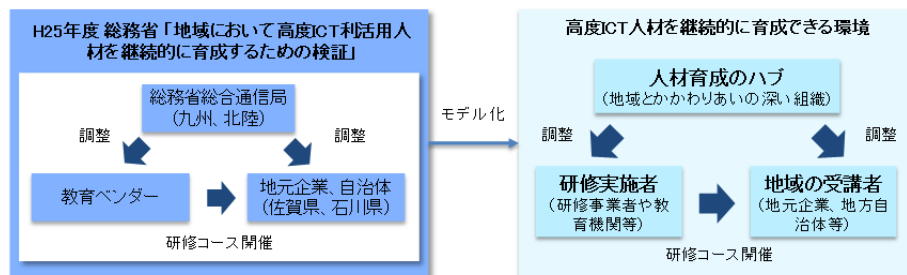 H25年度 総務省 「地域において高度ICT利活用人
材を継続的に育成するための検証」
総務省総合通信局
(九州、北陸)
調整
調整
教育ベンダー
地元企業、自治体
(佐賀県、石川県)
研修コース開催
モデル化
高度ICT人材を継続的に育成できる環境
人材育成のハブ
(地域とかかわりあいの深い組織)
調整
調整
研修実施者
(研修事業者や教
育機関等)
地域の受講者
(地元企業、地方自
治体等)
研修コース開催